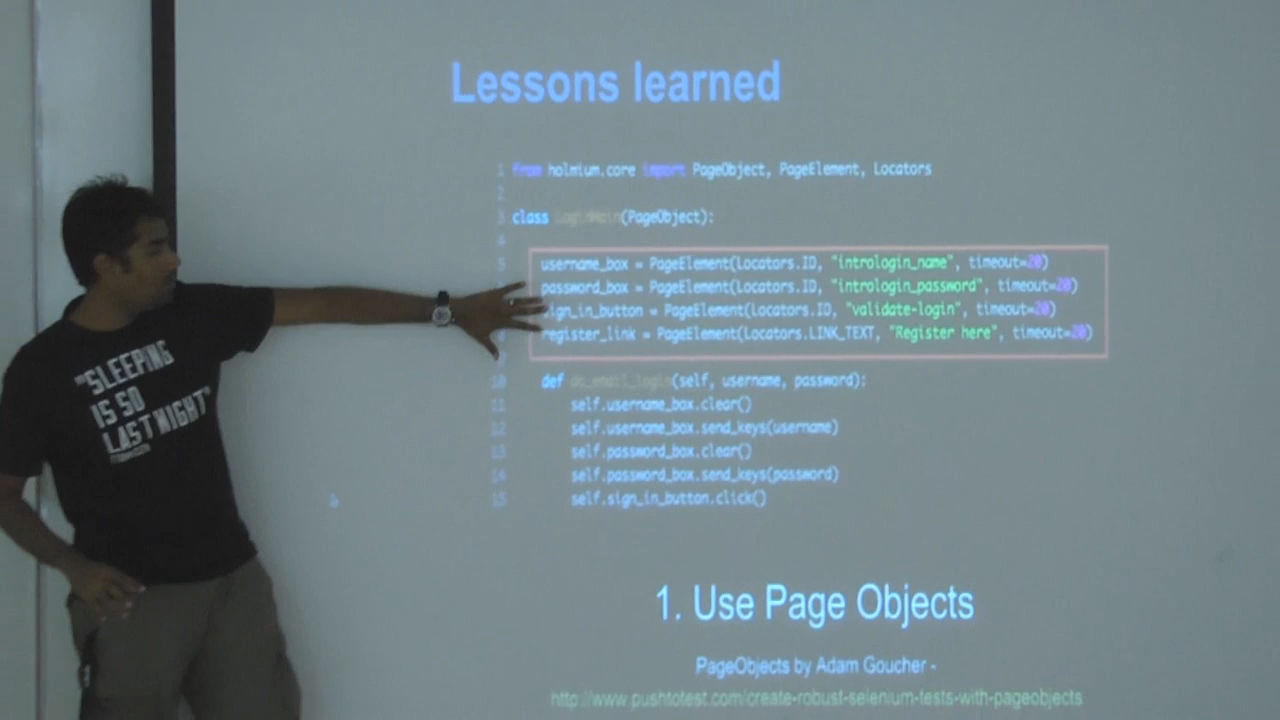 Lessons learned
1 from holmium.core import PageObject, PageElement, Locators
2
3 class LoginMain(PageObject):
4
5 username_box = PageElement(Locators.ID, "intrologin_name", timeout=20)
password_box = PageElement(Locators.ID, "intrologin_password", timeout=20)
sign_in_button = PageElement(Locators.ID, "validate-login", timeout=20)
register_link = PageElement(Locators.LINK_TEXT, "Register here", timeout=20)
10 def do_email_login(self, username, password):
11 self.username_box.clear()
12 self.username_box.send_keys(username)
13 self.password_box.clear()
14 self.password_box.send_keys(password)
15 self.sign_in_button.click()
1. Use Page Objects
PageObjects by Adam Goucher -
http://www.pushtotest.com/create-robust-selenium-tests-with-pageobjects
"SLEEPING
IS SO
LAST NIGHT"